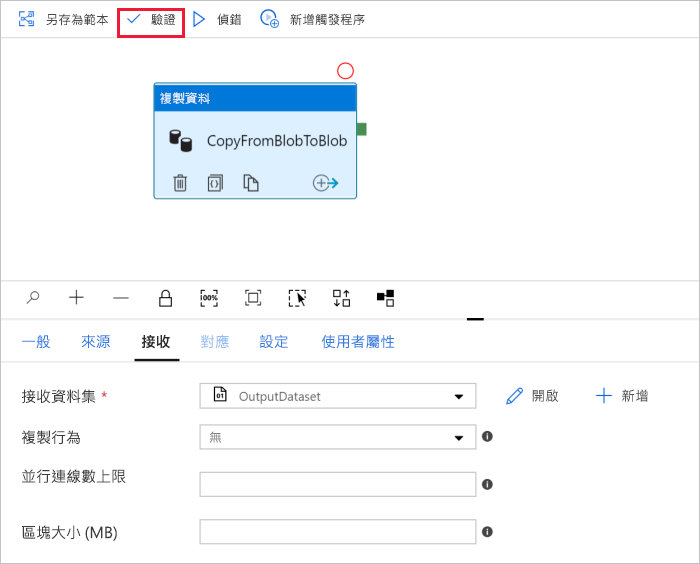 另存為範本 驗證 偵錯 新增觸發程序
複製資料
CopyFromBlobToBlob
100%
一般 來源 接收 對應 設定 使用者屬性
接收資料集 * OutputDataset 開啟 新增
複製行為 無
並行連線數上限
區塊大小 (MB)